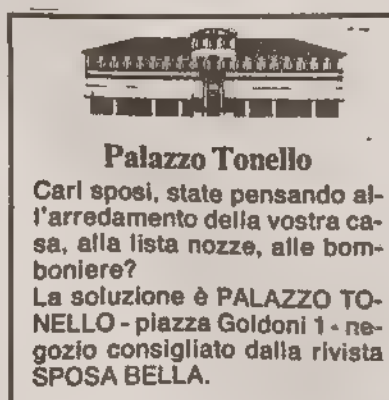 Palazzo Tonello
Cari sposi, state pensando al-
l'arredamento della vostra ca-
sa, alla lista nozze, alle bom-
boniere?
La soluzione è PALAZZO TO-
NELLO - piazza Goldoni 1 - ne-
gozio consigliato dalla rivista
SPOSA BELLA.